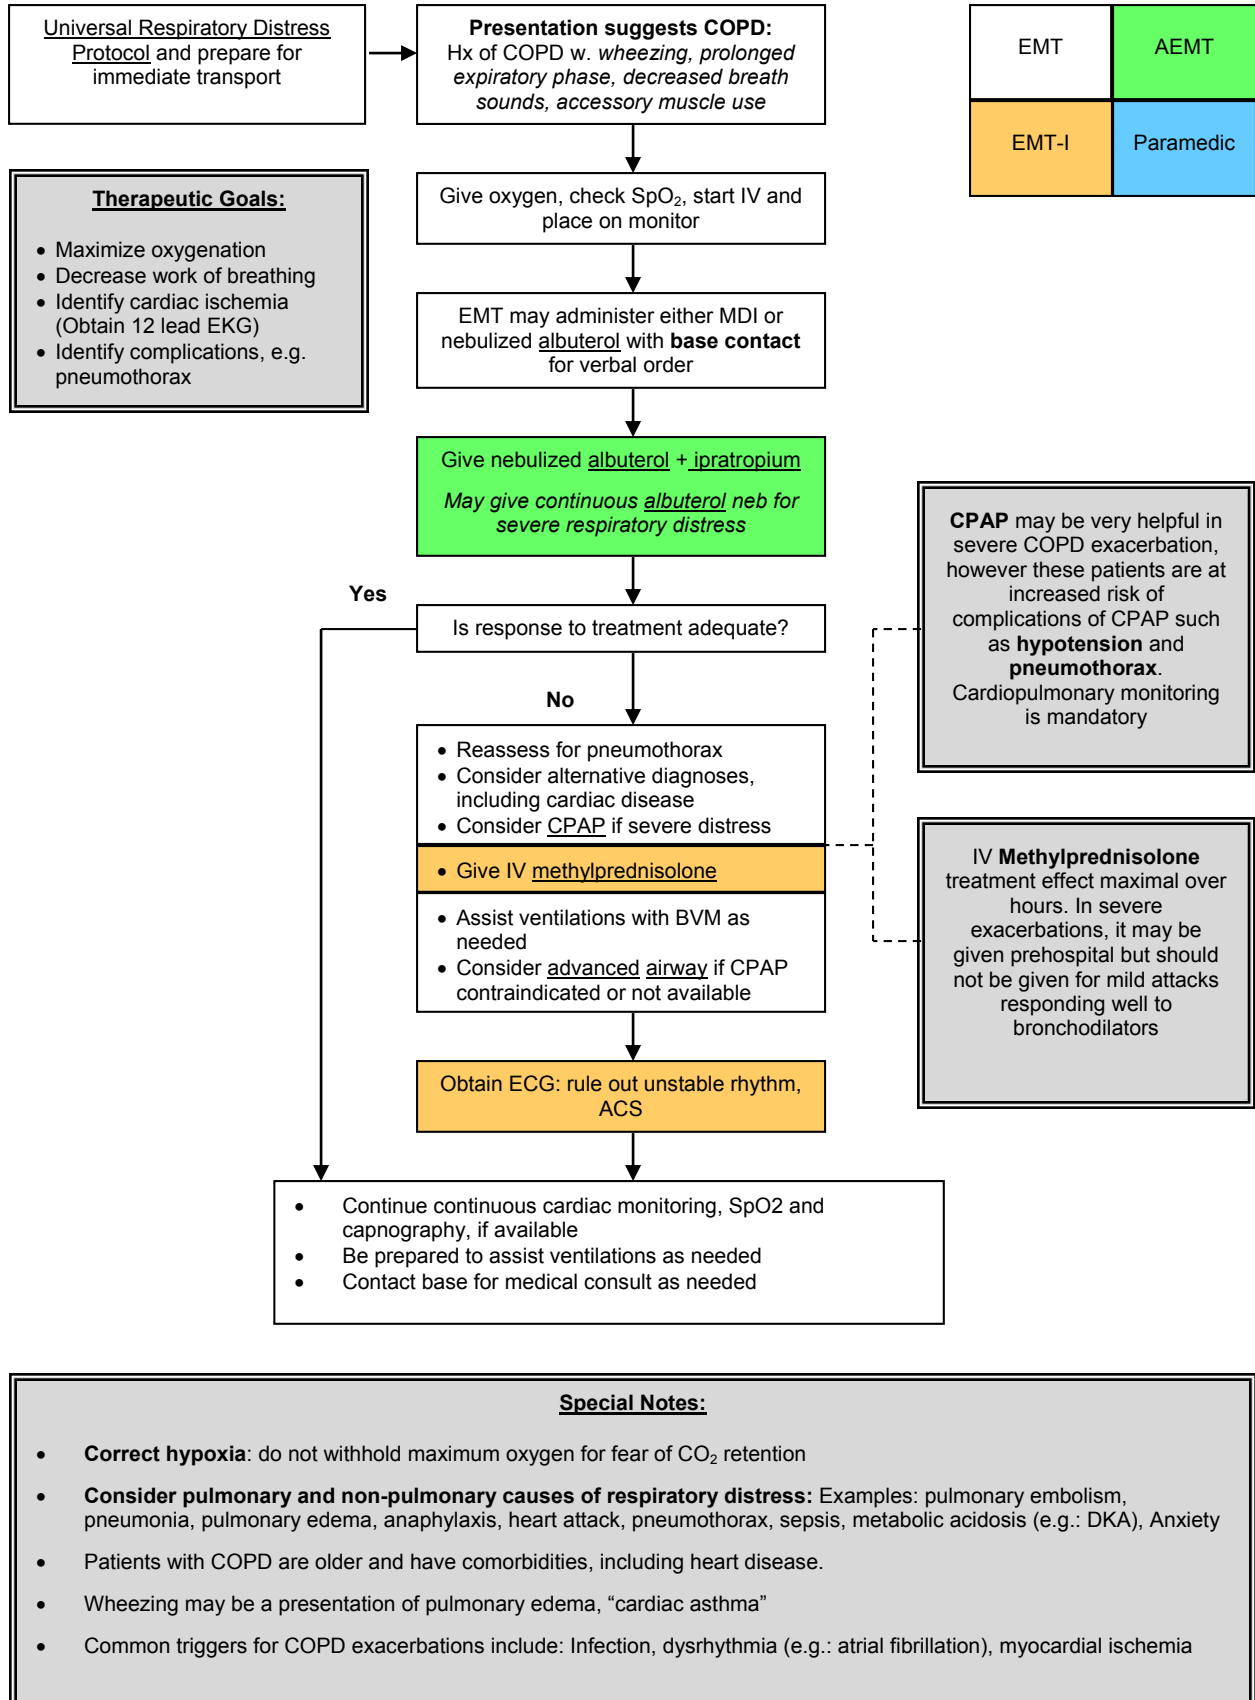 Universal Respiratory Distress
Protocol and prepare for
immediate transport
Presentation suggests COPD:
Hx of COPD w. wheezing, prolonged
expiratory phase, decreased breath
sounds, accessory muscle use
EMT
AEMT
EMT-I
Paramedic
Therapeutic Goals:
• Maximize oxygenation
• Decrease work of breathing
• Identify cardiac ischemia
(Obtain 12 lead EKG)
• Identify complications, e.g.
pneumothorax
Give oxygen, check SpO2, start IV and
place on monitor
EMT may administer either MDI or
nebulized albuterol with base contact
for verbal order
Give nebulized albuterol + ipratropium
May give continuous albuterol neb for
severe respiratory distress
Yes
Is response to treatment adequate?
No
CPAP may be very helpful in
severe COPD exacerbation,
however these patients are at
increased risk of
complications of CPAP such
as hypotension and
pneumothorax.
Cardiopulmonary monitoring
is mandatory
• Reassess for pneumothorax
• Consider alternative diagnoses,
including cardiac disease
• Consider CPAP if severe distress
• Give IV methylprednisolone
• Assist ventilations with BVM as
needed
• Consider advanced airway if CPAP
contraindicated or not available
IV Methylprednisolone
treatment effect maximal over
hours. In severe
exacerbations, it may be
given prehospital but should
not be given for mild attacks
responding well to
bronchodilators
Obtain ECG: rule out unstable rhythm,
ACS
• Continue continuous cardiac monitoring, SpO2 and
capnography, if available
• Be prepared to assist ventilations as needed
• Contact base for medical consult as needed
Special Notes:
• Correct hypoxia: do not withhold maximum oxygen for fear of CO2 retention
• Consider pulmonary and non-pulmonary causes of respiratory distress: Examples: pulmonary embolism,
pneumonia, pulmonary edema, anaphylaxis, heart attack, pneumothorax, sepsis, metabolic acidosis (e.g.: DKA), Anxiety
• Patients with COPD are older and have comorbidities, including heart disease.
• Wheezing may be a presentation of pulmonary edema, “cardiac asthma”
• Common triggers for COPD exacerbations include: Infection, dysrhythmia (e.g.: atrial fibrillation), myocardial ischemia